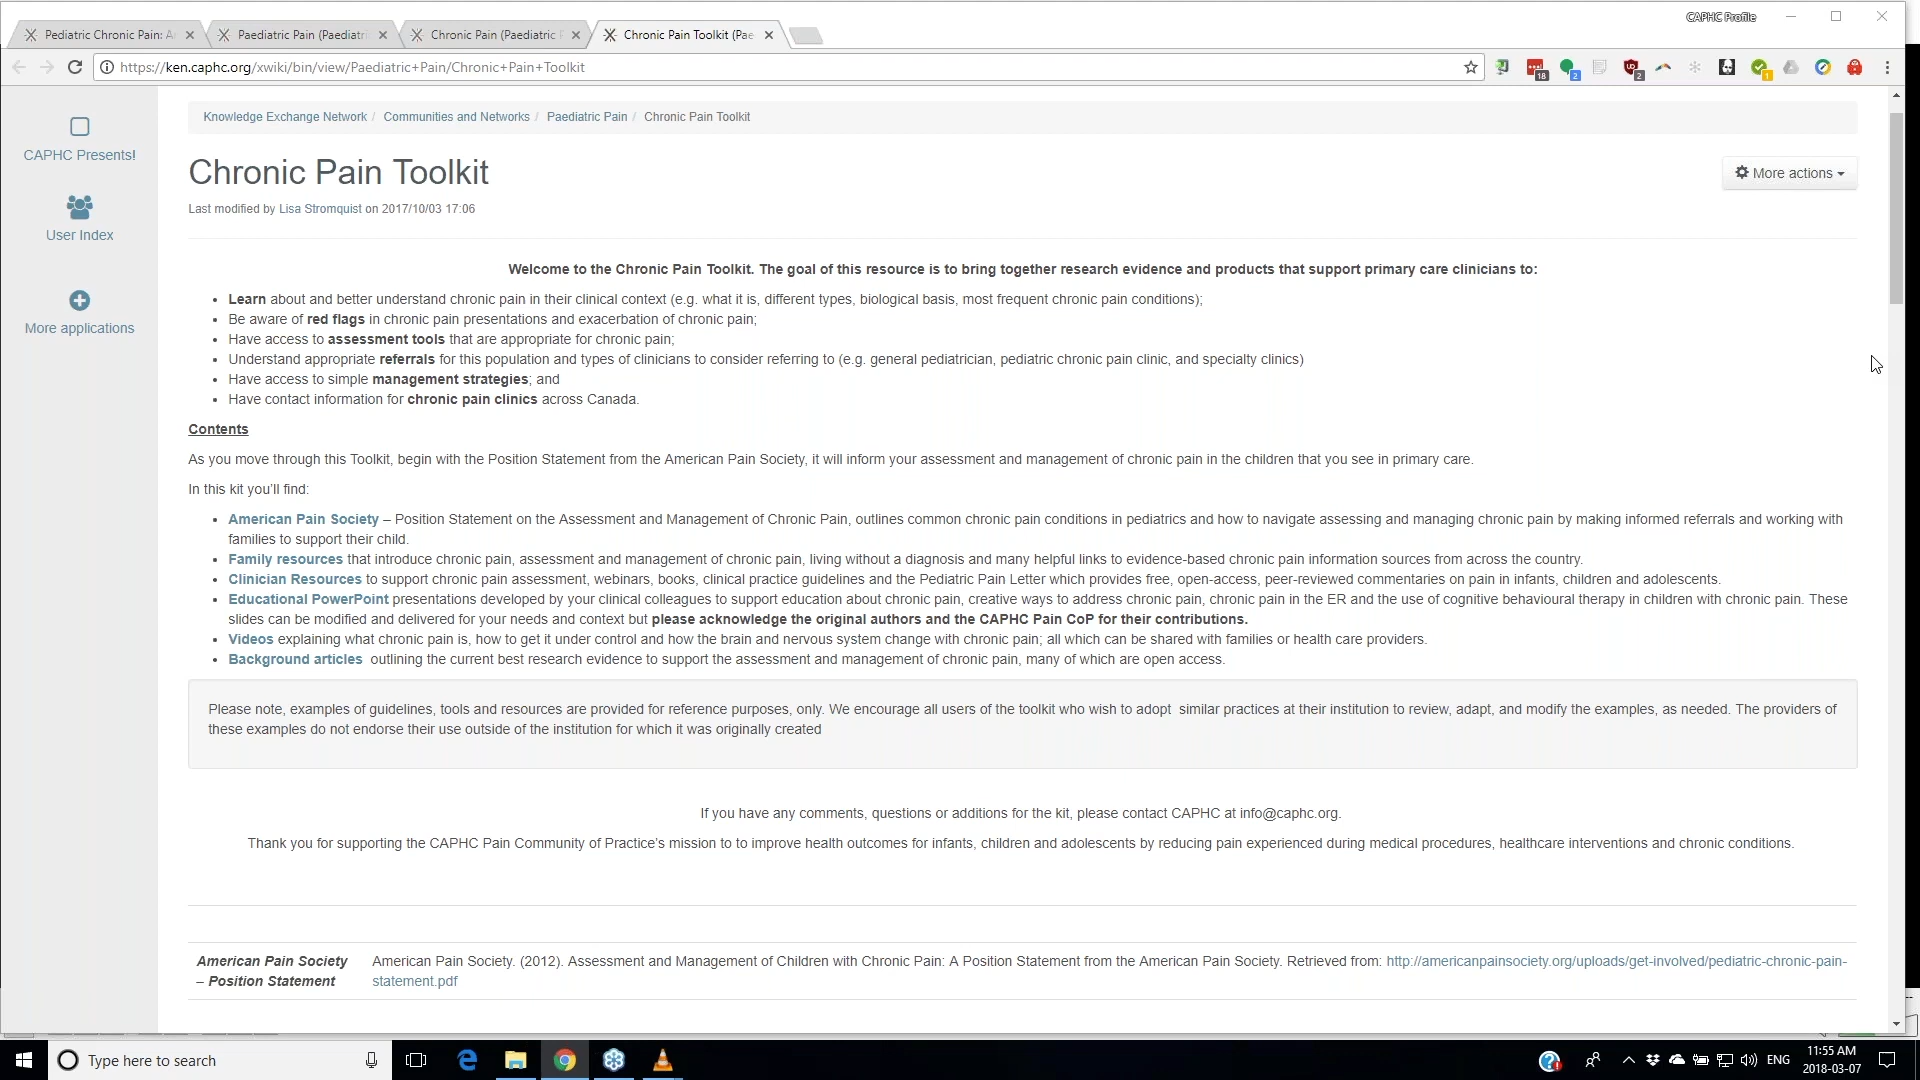 CAPHC Profile
Pediatric Chronic Pain: A
Paediatric Pain (Paediatri
Chronic Pain (Paediatric P
Chronic Pain Toolkit (Pae
https://ken.caphc.org/xwiki/bin/view/Paediatric+Pain/Chronic+Pain+Toolkit
18
2
2
1
Knowledge Exchange Network / Communities and Networks / Paediatric Pain / Chronic Pain Toolkit
CAPHC Presents!
User Index
More applications
Chronic Pain Toolkit
More actions
Last modified by Lisa Stromquist on 2017/10/03 17:06
Welcome to the Chronic Pain Toolkit. The goal of this resource is to bring together research evidence and products that support primary care clinicians to:
• Learn about and better understand chronic pain in their clinical context (e.g. what it is, different types, biological basis, most frequent chronic pain conditions);
• Be aware of red flags in chronic pain presentations and exacerbation of chronic pain;
• Have access to assessment tools that are appropriate for chronic pain;
• Understand appropriate referrals for this population and types of clinicians to consider referring to (e.g. general pediatrician, pediatric chronic pain clinic, and specialty clinics)
• Have access to simple management strategies; and
• Have contact information for chronic pain clinics across Canada.
Contents
As you move through this Toolkit, begin with the Position Statement from the American Pain Society, it will inform your assessment and management of chronic pain in the children that you see in primary care.
In this kit you'll find:
• American Pain Society – Position Statement on the Assessment and Management of Chronic Pain, outlines common chronic pain conditions in pediatrics and how to navigate assessing and managing chronic pain by making informed referrals and working with
families to support their child.
• Family resources that introduce chronic pain, assessment and management of chronic pain, living without a diagnosis and many helpful links to evidence-based chronic pain information sources from across the country.
• Clinician Resources to support chronic pain assessment, webinars, books, clinical practice guidelines and the Pediatric Pain Letter which provides free, open-access, peer-reviewed commentaries on pain in infants, children and adolescents.
• Educational PowerPoint presentations developed by your clinical colleagues to support education about chronic pain, creative ways to address chronic pain, chronic pain in the ER and the use of cognitive behavioural therapy in children with chronic pain. These
slides can be modified and delivered for your needs and context but please acknowledge the original authors and the CAPHC Pain CoP for their contributions.
• Videos explaining what chronic pain is, how to get it under control and how the brain and nervous system change with chronic pain; all which can be shared with families or health care providers.
• Background articles outlining the current best research evidence to support the assessment and management of chronic pain, many of which are open access.
Please note, examples of guidelines, tools and resources are provided for reference purposes, only. We encourage all users of the toolkit who wish to adopt similar practices at their institution to review, adapt, and modify the examples, as needed. The providers of
these examples do not endorse their use outside of the institution for which it was originally created
If you have any comments, questions or additions for the kit, please contact CAPHC at info@caphc.org.
Thank you for supporting the CAPHC Pain Community of Practice's mission to to improve health outcomes for infants, children and adolescents by reducing pain experienced during medical procedures, healthcare interventions and chronic conditions.
American Pain Society
– Position Statement
American Pain Society. (2012). Assessment and Management of Children with Chronic Pain: A Position Statement from the American Pain Society. Retrieved from: http://americanpainsociety.org/uploads/get-involved/pediatric-chronic-pain-
statement.pdf
Type here to search
ENG
11:55 AM
2018-03-07